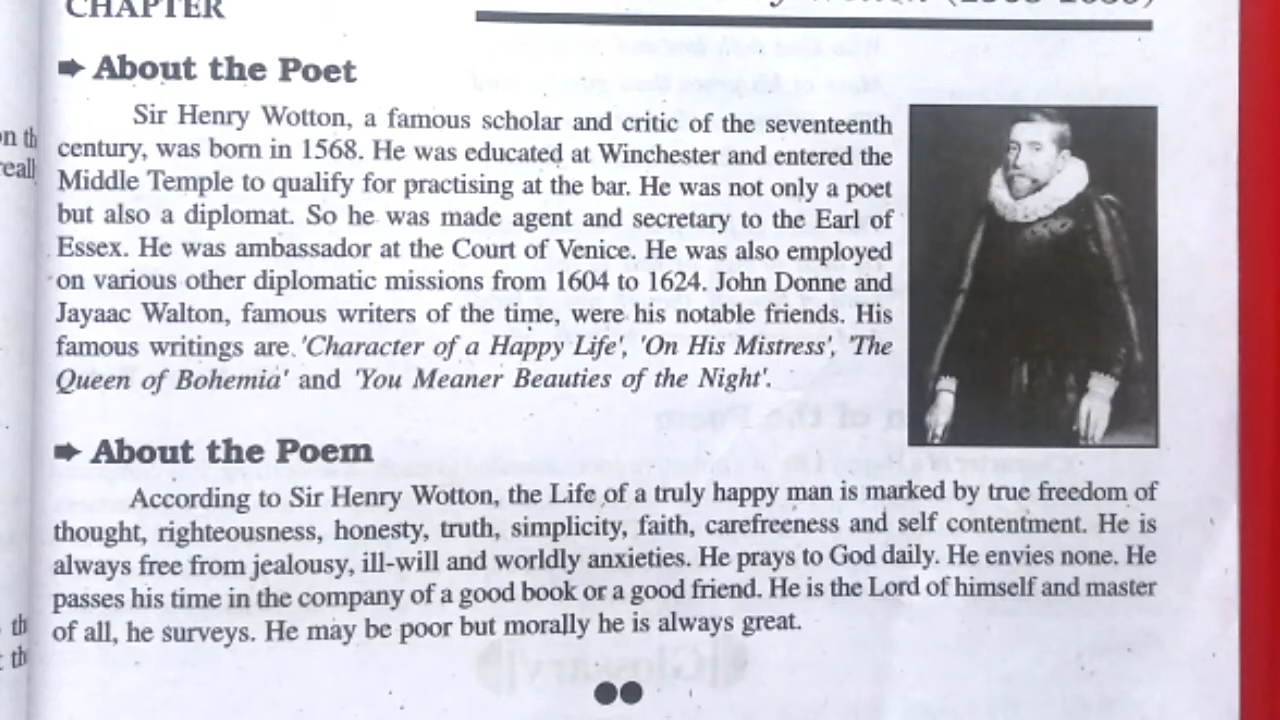 CHAPTER
➨ About the Poet
Sir Henry Wotton, a famous scholar and critic of the seventeenth
century, was born in 1568. He was educated at Winchester and entered the
Middle Temple to qualify for practising at the bar. He was not only a poet
but also a diplomat. So he was made agent and secretary to the Earl of
Essex. He was ambassador at the Court of Venice. He was also employed
on various other diplomatic missions from 1604 to 1624. John Donne and
Jayaac Walton, famous writers of the time, were his notable friends. His
famous writings are 'Character of a Happy Life', 'On His Mistress', 'The
Queen of Bohemia' and 'You Meaner Beauties of the Night'.
➨ About the Poem
According to Sir Henry Wotton, the Life of a truly happy man is marked by true freedom of
thought, righteousness, honesty, truth, simplicity, faith, carefreeness and self contentment. He is
always free from jealousy, ill-will and worldly anxieties. He prays to God daily. He envies none. He
passes his time in the company of a good book or a good friend. He is the Lord of himself and master
of all, he surveys. He may be poor but morally he is always great.